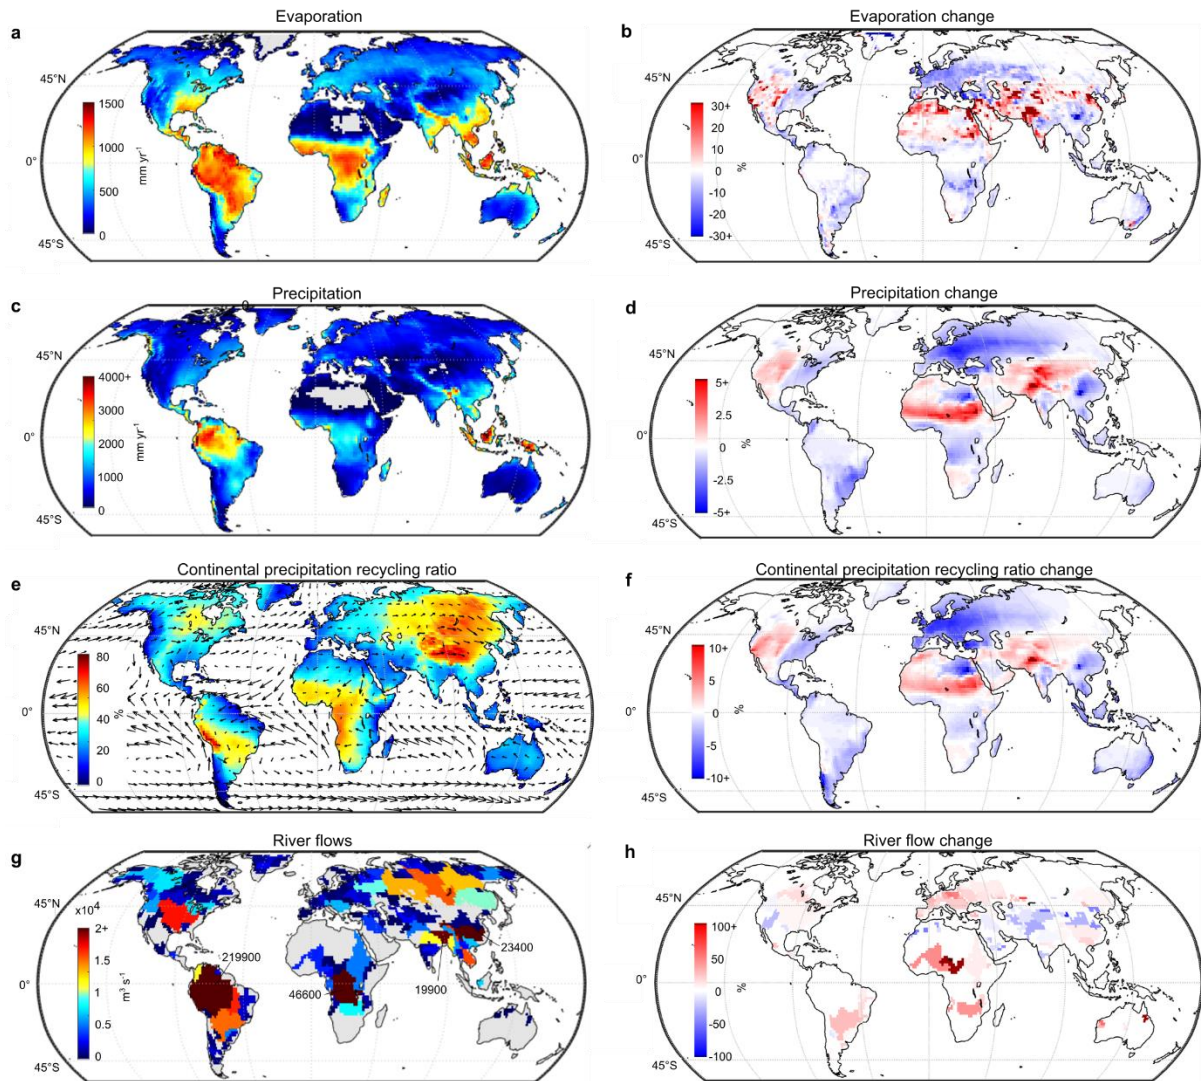 Evaporation
a
45°N
0°
45°S
1500
1000
500
0
mm yr⁻¹
Evaporation change
b
45°N
0°
45°S
30+
20
10
0
-10
-20
-30+
%
Precipitation
c
45°N
0°
45°S
4000+
3000
2000
1000
0
mm yr⁻¹
Precipitation change
d
45°N
0°
45°S
5+
2.5
0
-2.5
-5+
%
Continental precipitation recycling ratio
e
45°N
0°
45°S
80
60
40
20
0
%
Continental precipitation recycling ratio change
f
45°N
0°
45°S
10+
5
0
-5
-10+
%
River flows
g
45°N
0°
45°S
x10⁴
2+
1.5
1
0.5
0
m³ s⁻¹
219900
46600
19900
23400
River flow change
h
45°N
0°
45°S
100+
50
0
-50
-100+
%